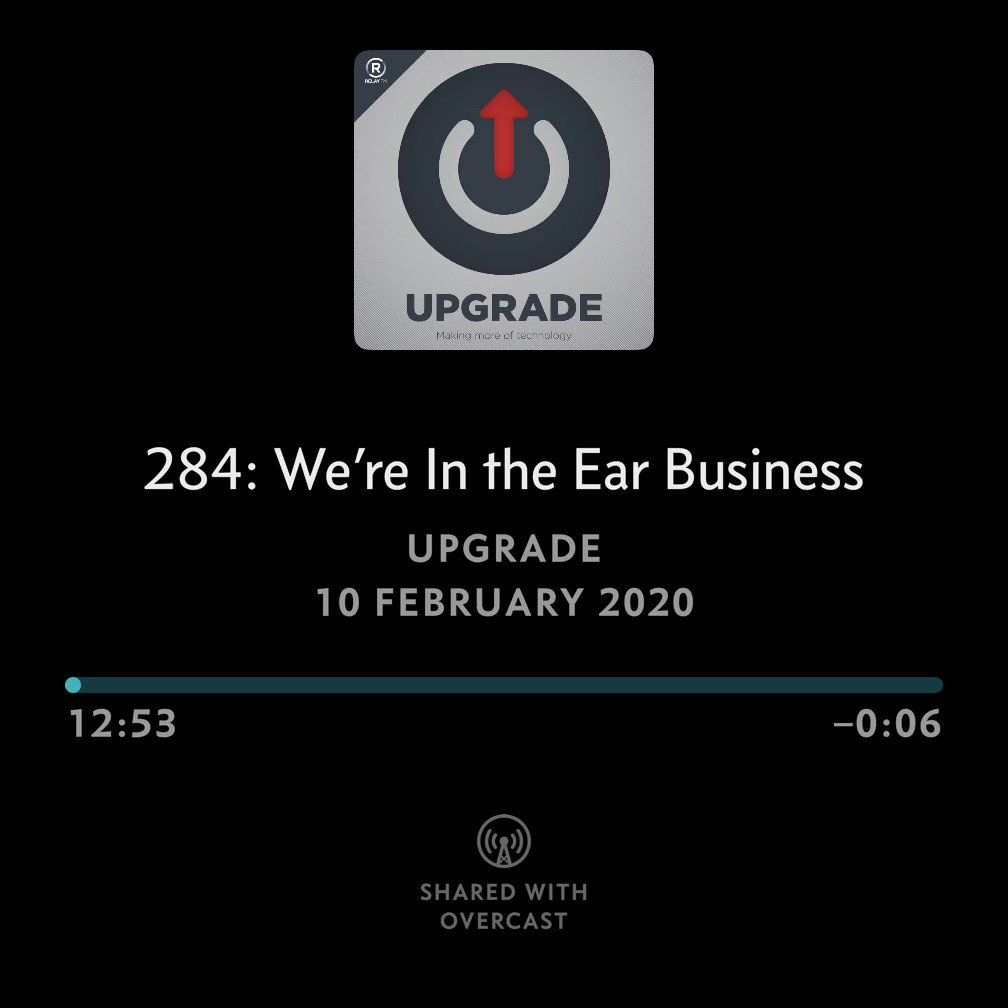 R
RELAY FM
UPGRADE
Making more of technology
284: We’re In the Ear Business
UPGRADE
10 FEBRUARY 2020
12:53
–0:06
SHARED WITH
OVERCAST